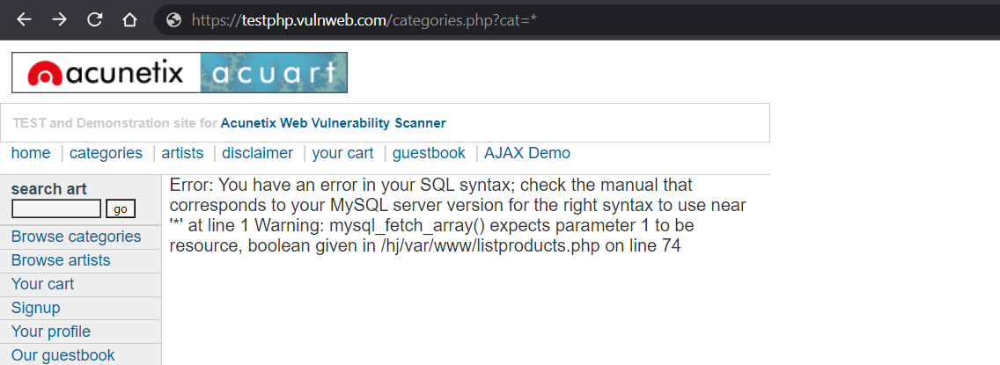 https://testphp.vulnweb.com/categories.php?cat=*
acunetix acuart
TEST and Demonstration site for Acunetix Web Vulnerability Scanner
home | categories | artists | disclaimer | your cart | guestbook | AJAX Demo
search art
go
Browse categories
Browse artists
Your cart
Signup
Your profile
Our guestbook
Error: You have an error in your SQL syntax; check the manual that
corresponds to your MySQL server version for the right syntax to use near
'*' at line 1 Warning: mysql_fetch_array() expects parameter 1 to be
resource, boolean given in /hj/var/www/listproducts.php on line 74